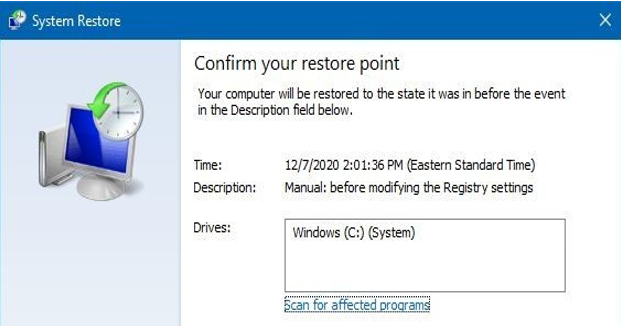 System Restore
Confirm your restore point
Your computer will be restored to the state it was in before the event
in the Description field below.
Time: 12/7/2020 2:01:36 PM (Eastern Standard Time)
Description: Manual: before modifying the Registry settings
Drives: Windows (C:) (System)
Scan for affected programs